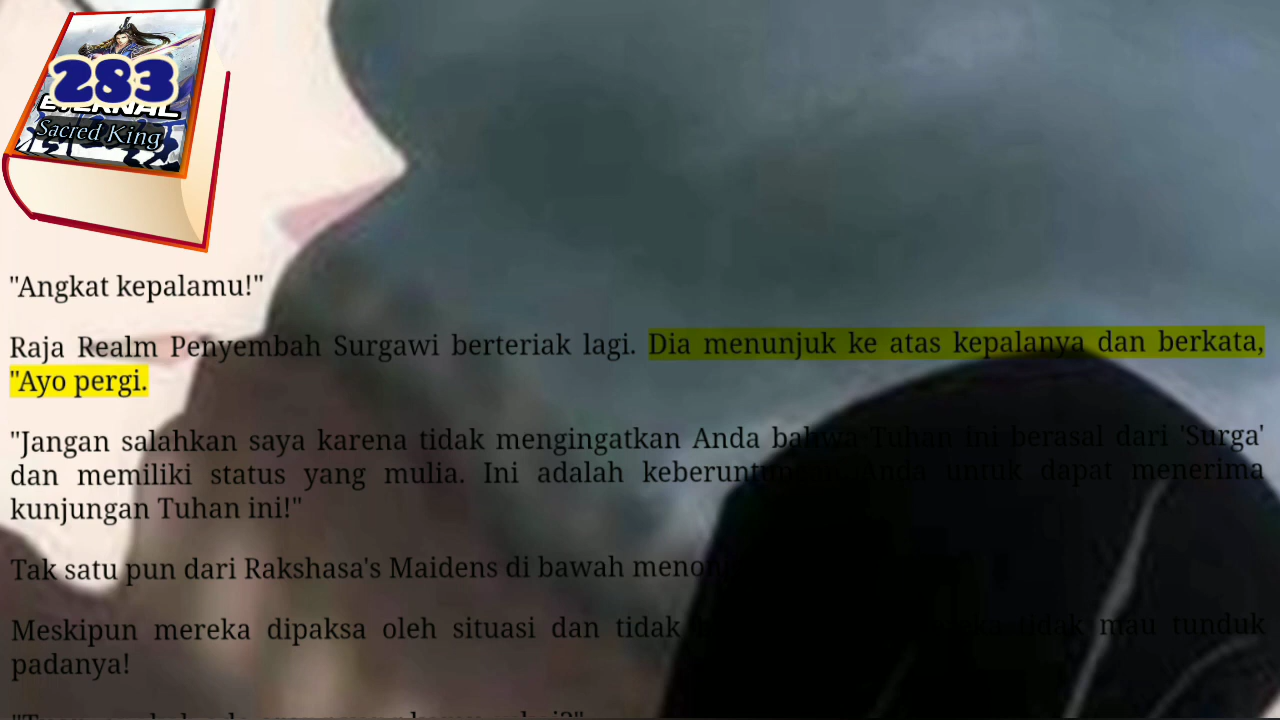 283
ETERNAL
Sacred King
"Angkat kepalamu!"
Raja Realm Penyembah Surgawi berteriak lagi. Dia menunjuk ke atas kepalanya dan berkata,
"Ayo pergi.
"Jangan salahkan saya karena tidak mengingatkan Anda bahwa Tuhan ini berasal dari 'Surga'
dan memiliki status yang mulia. Ini adalah keberuntungan Anda untuk dapat menerima
kunjungan Tuhan ini!"
Tak satu pun dari Rakshasa's Maidens di bawah
Meskipun mereka dipaksa oleh situasi dan tidak tidak mau tunduk
padanya!